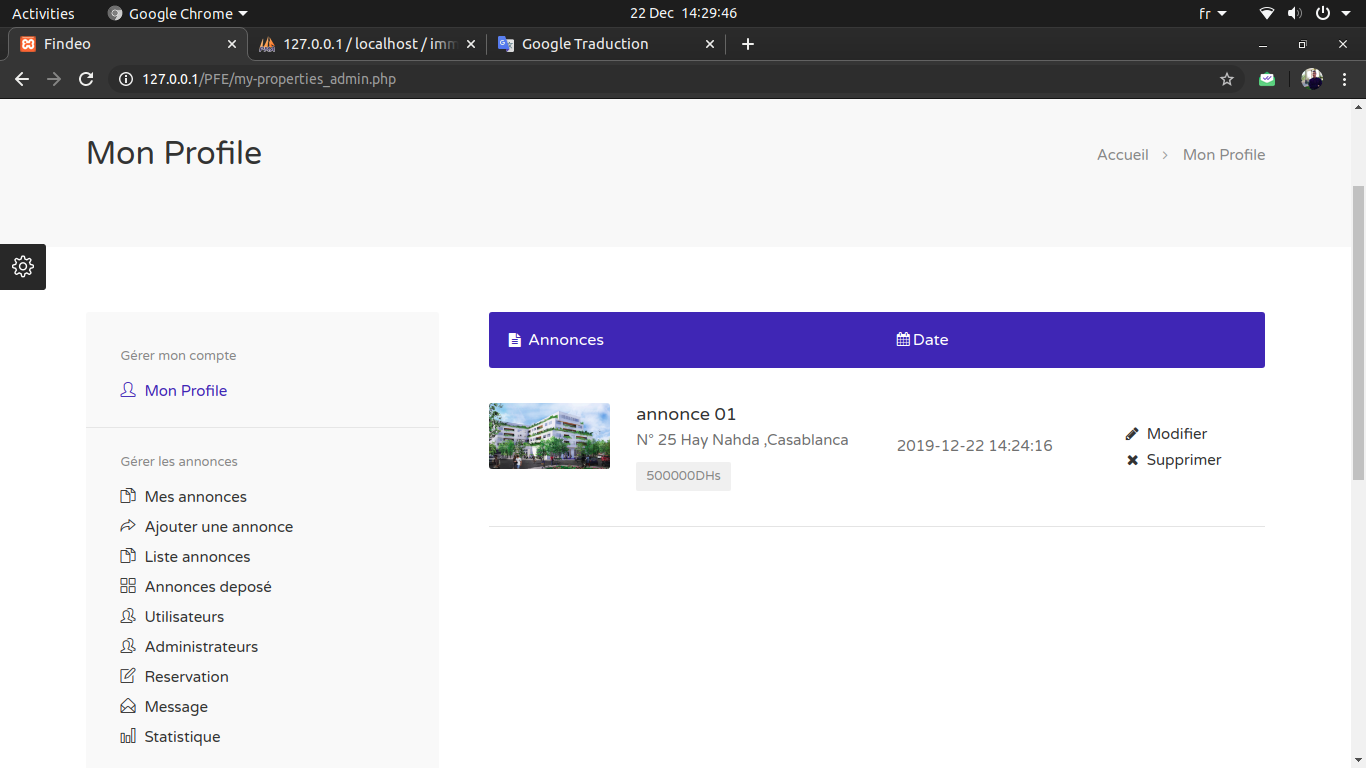 Activities
Google Chrome
22 Dec 14:29:46
fr
Findeo
127.0.0.1 / localhost / imm
Google Traduction
127.0.0.1/PFE/my-properties_admin.php
Mon Profile
Accueil > Mon Profile
Gérer mon compte
Mon Profile
Gérer les annonces
Mes annonces
Ajouter une annonce
Liste annonces
Annonces deposé
Utilisateurs
Administrateurs
Reservation
Message
Statistique
Annonces
Date
annonce 01
N° 25 Hay Nahda ,Casablanca
500000DHs
2019-12-22 14:24:16
Modifier
Supprimer